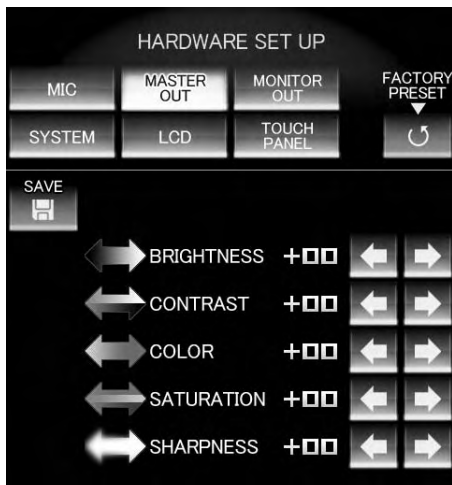 HARDWARE SET UP
MIC
MASTER
OUT
MONITOR
OUT
FACTORY
PRESET
SYSTEM
LCD
TOUCH
PANEL
SAVE
BRIGHTNESS +00
CONTRAST +00
COLOR +00
SATURATION +00
SHARPNESS +00